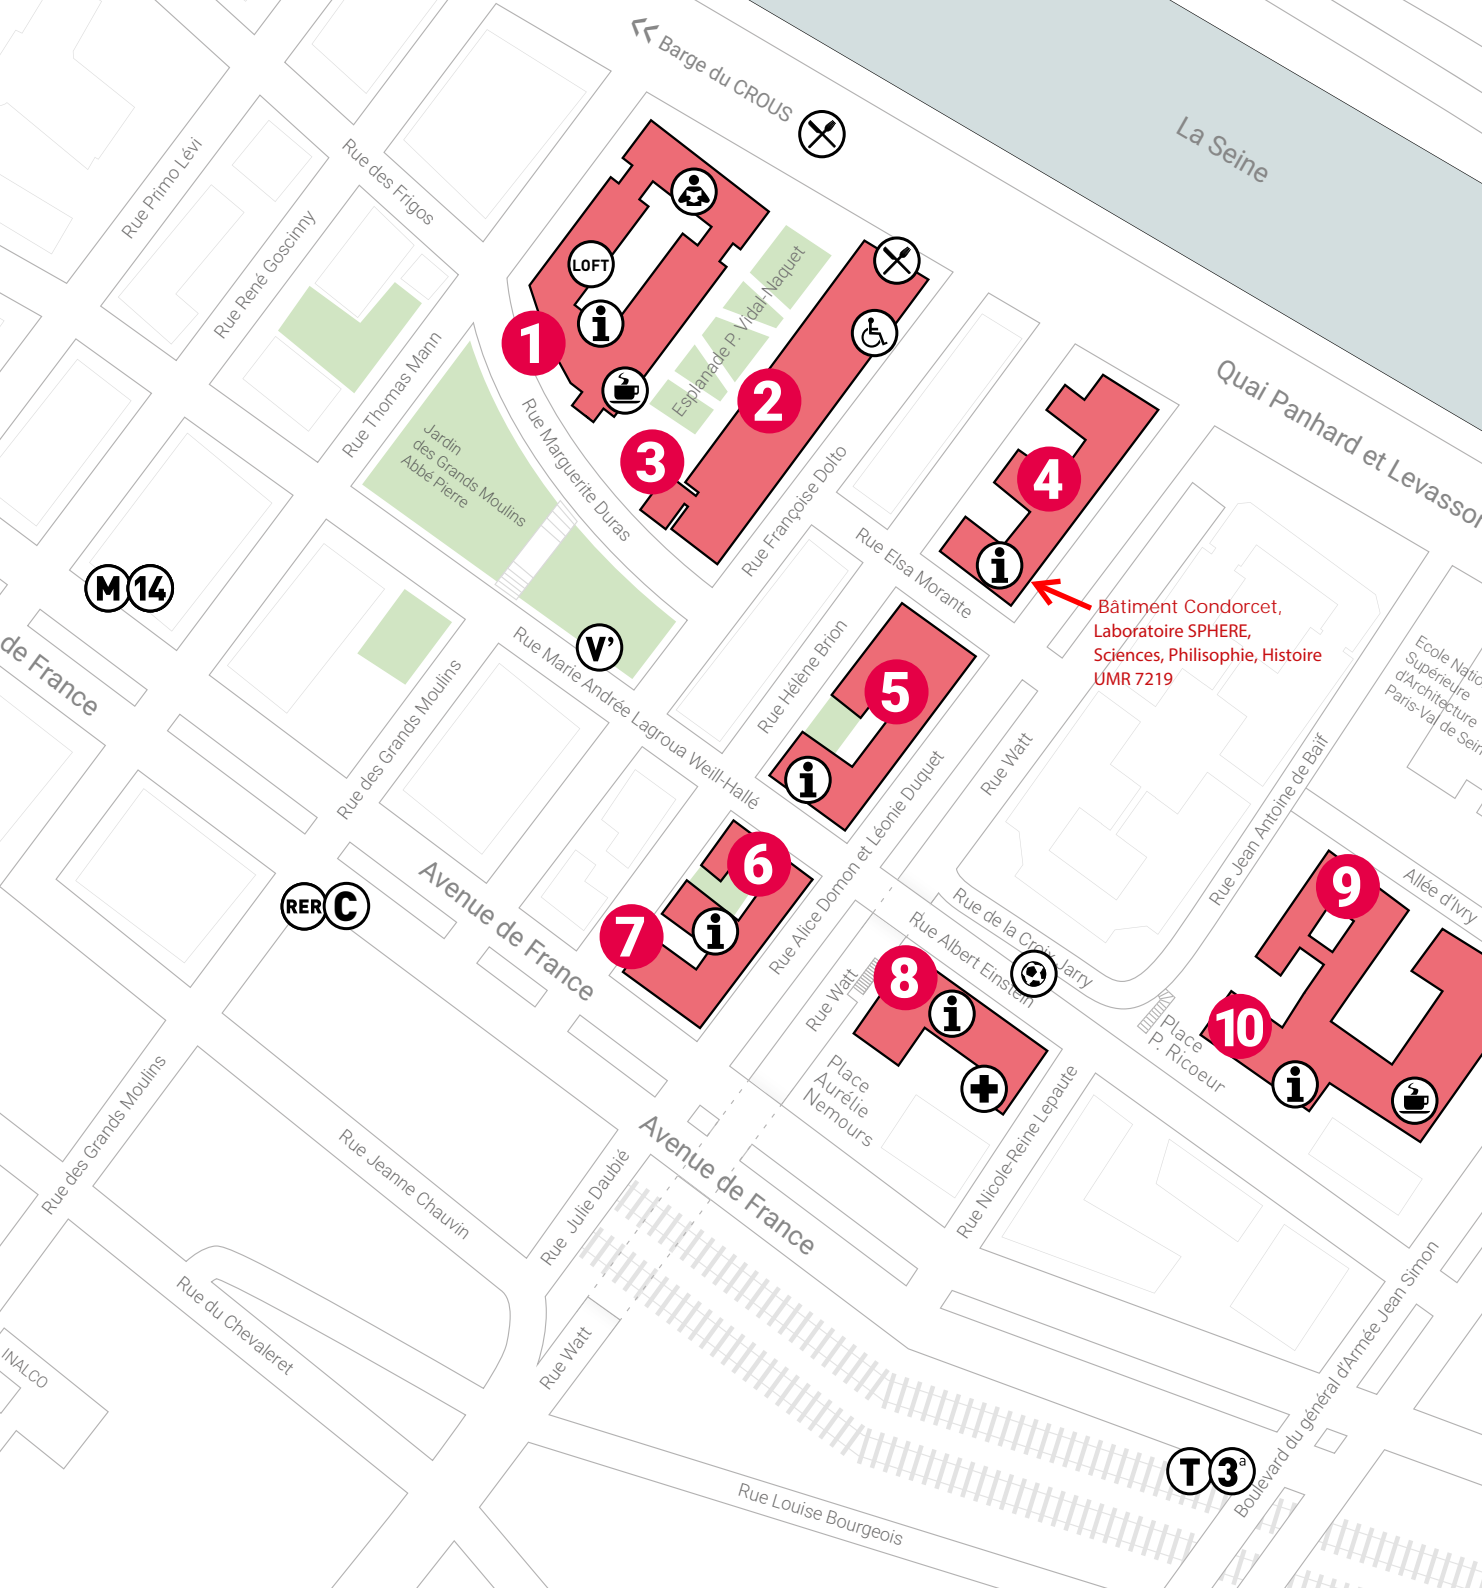 « Barge du CROUS
La Seine
Rue Primo Lévi
Rue des Frigos
Rue René Goscinny
LOFT
i
1
Esplanade P. Vidal-Naquet
2
3
Quai Panhard et Levassor
4
i
Rue Thomas Mann
Jardin
des Grands Moulins
Abbé Pierre
Rue Marguerite Duras
Rue Françoise Dolto
Rue Elsa Morante
M 14
Bâtiment Condorcet,
Laboratoire SPHERE,
Sciences, Philisophie, Histoire
UMR 7219
V'
Rue Marie Andrée Lagroua Weill-Hallé
Rue Hélène Brion
5
i
de France
Rue des Grands Moulins
Rue Watt
Ecole Natio
Supérieure
d'Architecture
Paris-Val de Sein
Rue Jean Antoine de Baïf
Rue Alice Domon et Léonie Duquet
6
7
i
Avenue de France
RER C
Rue de la Croix Jarry
Rue Albert Einstein
8
i
Rue Watt
9
Allée d'Ivry
10
i
Place
P. Ricoeur
Place
Aurélie
Nemours
Rue Nicole-Reine Lepaute
Rue des Grands Moulins
Rue Jeanne Chauvin
Rue Julie Daubié
Avenue de France
Rue du Chevaleret
Rue Watt
INALCO
Boulevard du général d'Armée Jean Simon
T 3a
Rue Louise Bourgeois